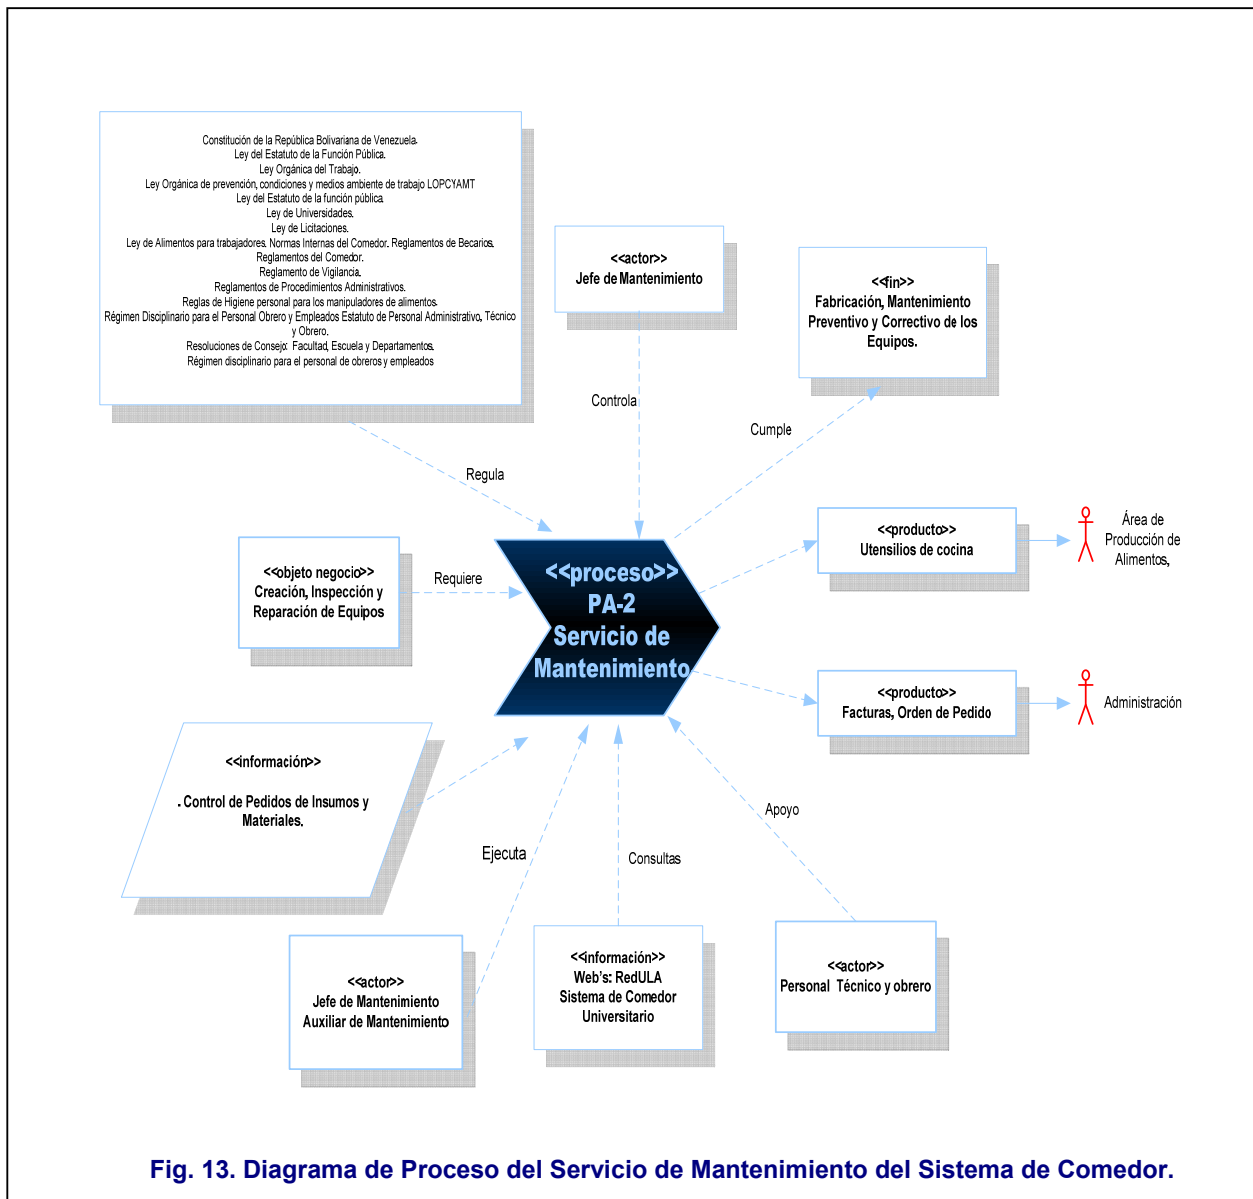 Constitución de la República Bolivariana de Venezuela.
Ley del Estatuto de la Función Pública.
Ley Orgánica del Trabajo.
Ley Orgánica de prevención, condiciones y medios ambiente de trabajo LOPCYAMT
Ley del Estatuto de la función pública.
Ley de Universidades.
Ley de Licitaciones.
Ley de Alimentos para trabajadores. Normas Internas del Comedor. Reglamentos de Becarios.
Reglamentos del Comedor.
Reglamento de Vigilancia.
Reglamentos de Procedimientos Administrativos.
Reglas de Higiene personal para los manipuladores de alimentos.
Régimen Disciplinario para el Personal Obrero y Empleados Estatuto de Personal Administrativo, Técnico
y Obrero.
Resoluciones de Consejo: Facultad, Escuela y Departamentos.
Régimen disciplinario para el personal de obreros y empleados
<<actor>>
Jefe de Mantenimiento
<<fin>>
Fabricación, Mantenimiento
Preventivo y Correctivo de los
Equipos.
Controla
Cumple
Regula
<<objeto negocio>>
Creación, Inspección y
Reparación de Equipos
Requiere
<<proceso>>
PA-2
Servicio de
Mantenimiento
<<producto>>
Utensilios de cocina
Área de
Producción de
Alimentos,
<<producto>>
Facturas, Orden de Pedido
Administración
<<información>>
. Control de Pedidos de Insumos y
Materiales.
Ejecuta
Consultas
Apoyo
<<actor>>
Jefe de Mantenimiento
Auxiliar de Mantenimiento
<<información>>
Web's: RedULA
Sistema de Comedor
Universitario
<<actor>>
Personal Técnico y obrero
Fig. 13. Diagrama de Proceso del Servicio de Mantenimiento del Sistema de Comedor.